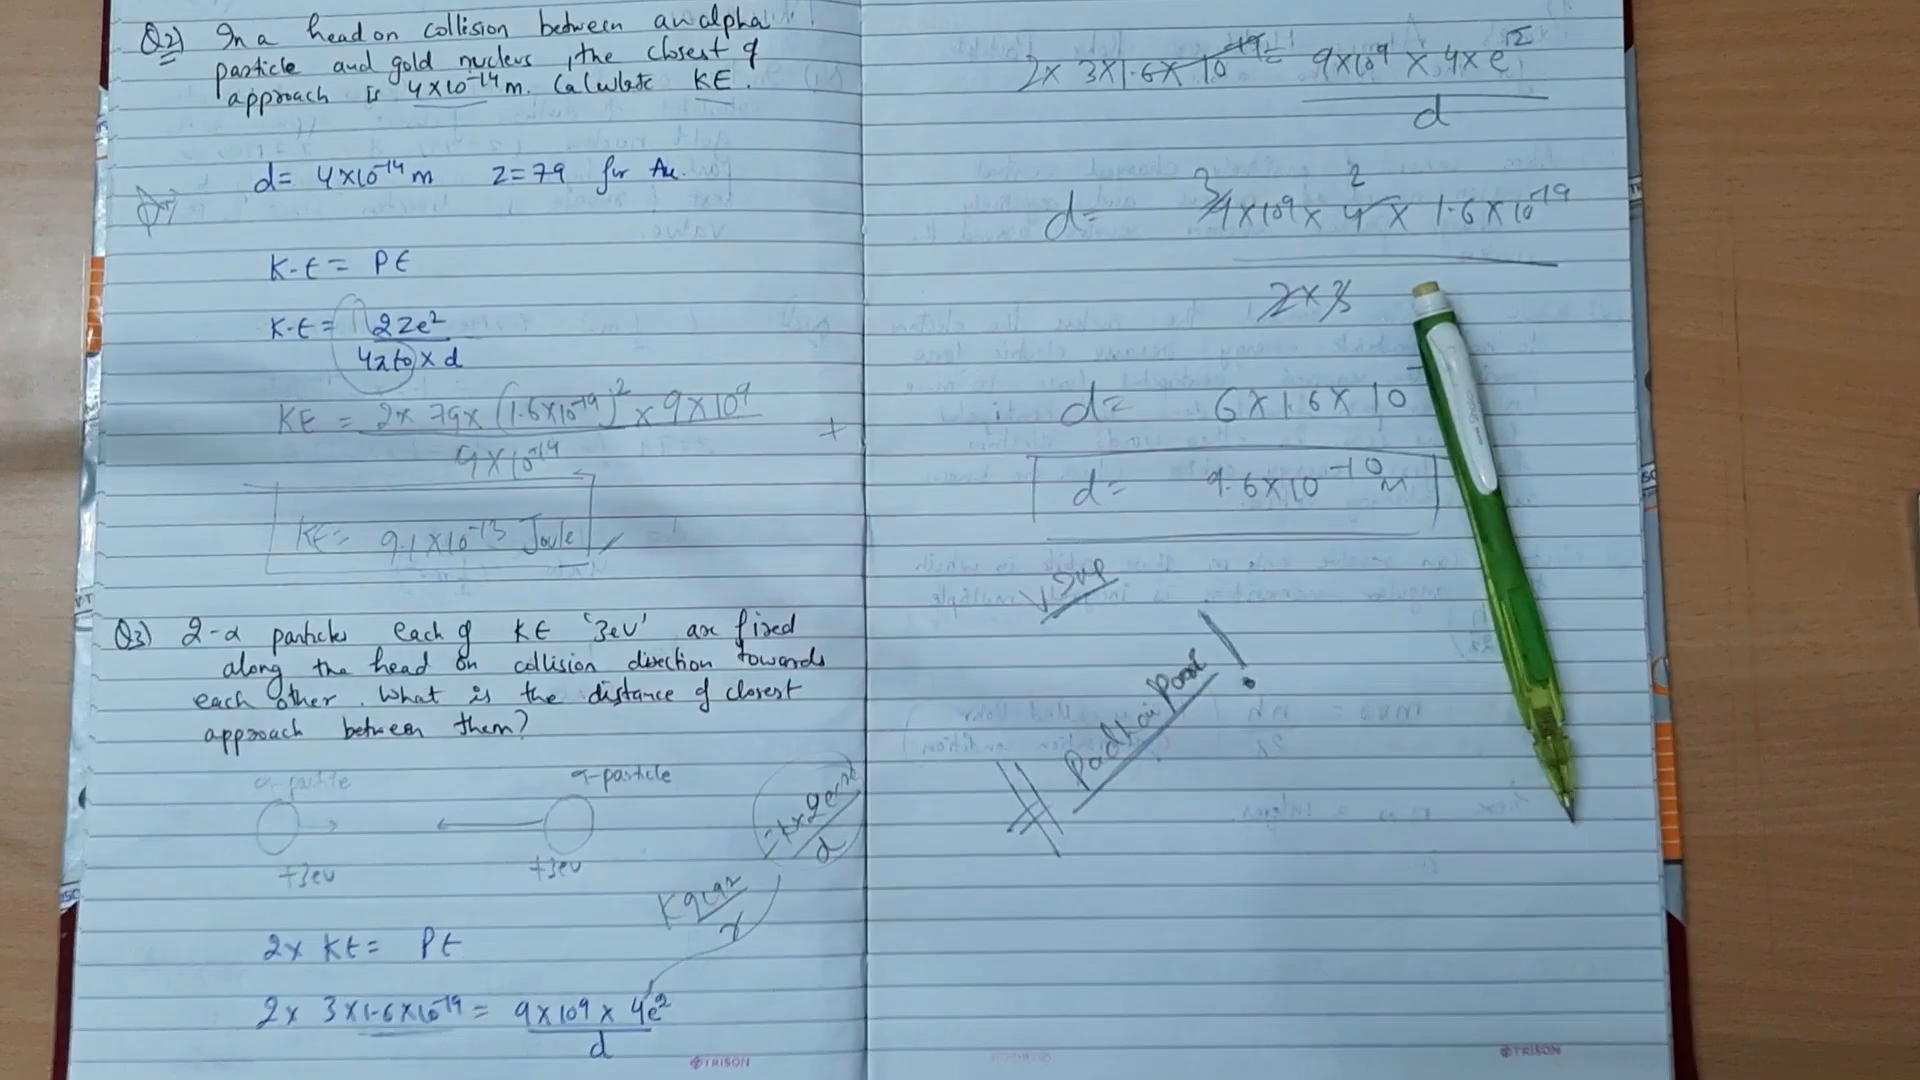 Q2) In a head on collision between an alpha
particle and gold nucleus, the closest of
approach is 4×10⁻¹⁴ m. Calculate KE.
d= 4×10⁻¹⁴ m z=79 for Au.
K-E = PE
K-E = 2Ze²
4πε₀ × d
KE = 2× 79× (1.6×10⁻¹⁹)² × 9×10⁹
4×10⁻¹⁴
KE= 9.1×10⁻¹³ Joule
Q3) 2-α particles each of KE '3eV' are fixed
along the head on collision direction towards
each other. What is the distance of closest
approach between them?
α-particle α-particle
+3eV +3eV
Kq₁q₂
r
2× KE= PE
2× 3×1.6×10⁻¹⁹ = 9×10⁹ × 4e²
d
TRISON
2× 3×1.6×10⁻¹⁹= 9×10⁹ × 4×e²
d
d= 9×10⁹× 4 × 1.6×10⁻¹⁹
2×3
d= 6×1.6×10
d= 9.6×10⁻¹⁰ m
TRISON